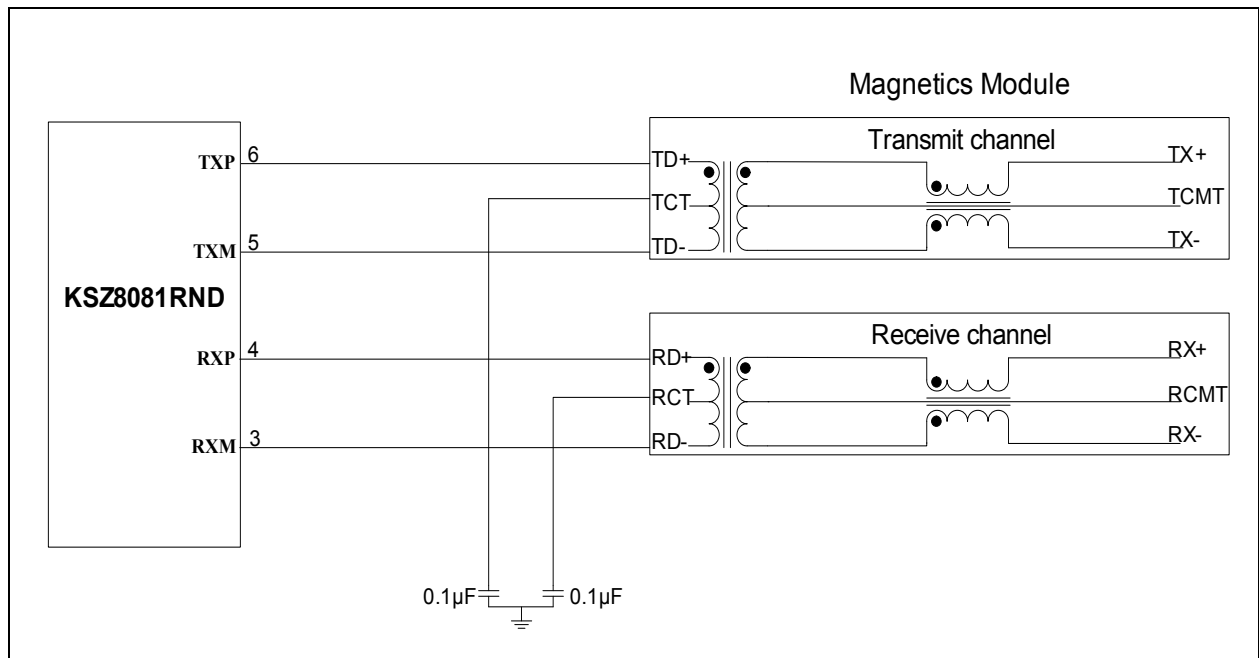 Magnetics Module
Transmit channel
TXP 6
TD+
TX+
TCT
TCMT
TXM 5
TD-
TX-
KSZ8081RND
Receive channel
RXP 4
RD+
RX+
RCT
RCMT
RXM 3
RD-
RX-
0.1µF 0.1µF